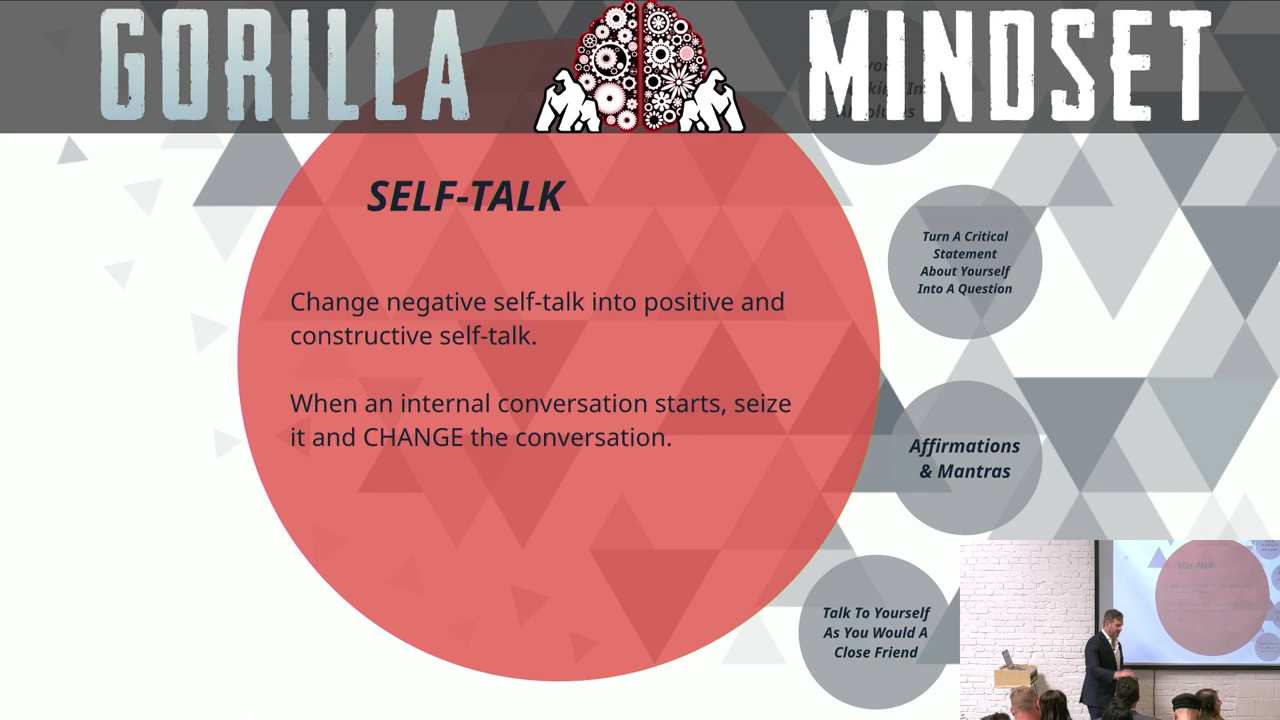 GORILLA MINDSET
SELF-TALK
Change negative self-talk into positive and
constructive self-talk.
When an internal conversation starts, seize
it and CHANGE the conversation.
Turn A Critical
Statement
About Yourself
Into A Question
Affirmations
& Mantras
Talk To Yourself
As You Would A
Close Friend
SELF-TALK